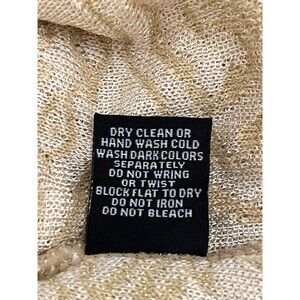 DRY CLEAN OR
HAND WASH COLD
WASH DARK COLORS
SEPARATELY
DO NOT WRING
OR TWIST
BLOCK FLAT TO DRY
DO NOT IRON
DO NOT BLEACH